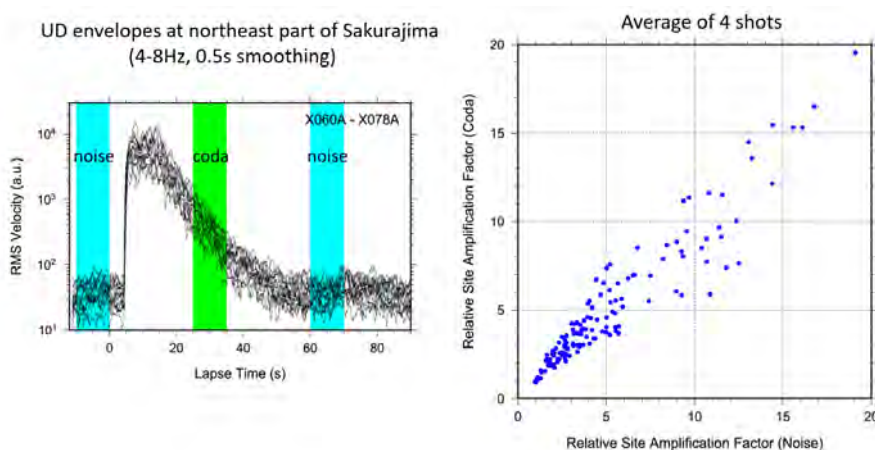 UD envelopes at northeast part of Sakurajima
(4-8Hz, 0.5s smoothing)
X060A - X078A
noise
coda
noise
RMS Velocity (a.u.)
10⁴
10³
10²
10¹
0
20
40
60
80
Lapse Time (s)
Average of 4 shots
Relative Site Amplification Factor (Coda)
20
15
10
5
0
0
5
10
15
20
Relative Site Amplification Factor (Noise)